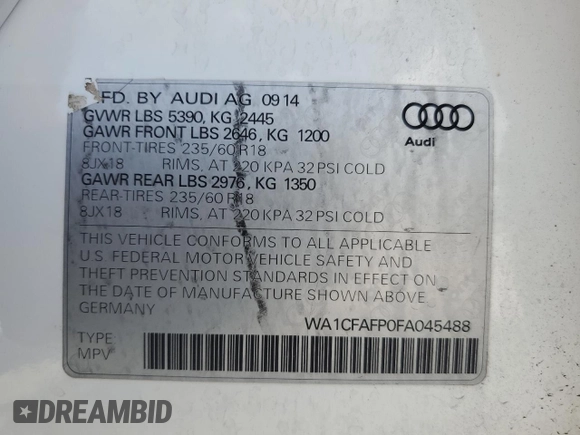 MFD. BY AUDI AG 09 14
GVWR LBS 5390, KG 2445
GAWR FRONT LBS 2646, KG 1200
FRONT-TIRES 235/60 R18
8JX18 RIMS, AT 220 KPA 32 PSI COLD
GAWR REAR LBS 2976, KG 1350
REAR-TIRES 235/60 R18
8JX18 RIMS, AT 220 KPA 32 PSI COLD
Audi
THIS VEHICLE CONFORMS TO ALL APPLICABLE
U.S. FEDERAL MOTOR VEHICLE SAFETY AND
THEFT PREVENTION STANDARDS IN EFFECT ON
THE DATE OF MANUFACTURE SHOWN ABOVE
GERMANY
WA1CFAFP0FA045488
TYPE
MPV
DREAMBID